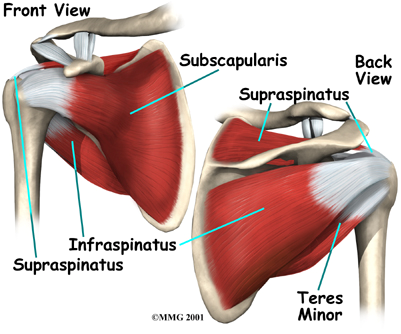 Front View
Subscapularis
Back
View
Supraspinatus
Infraspinatus
Supraspinatus
Teres
Minor
©MMG 2001